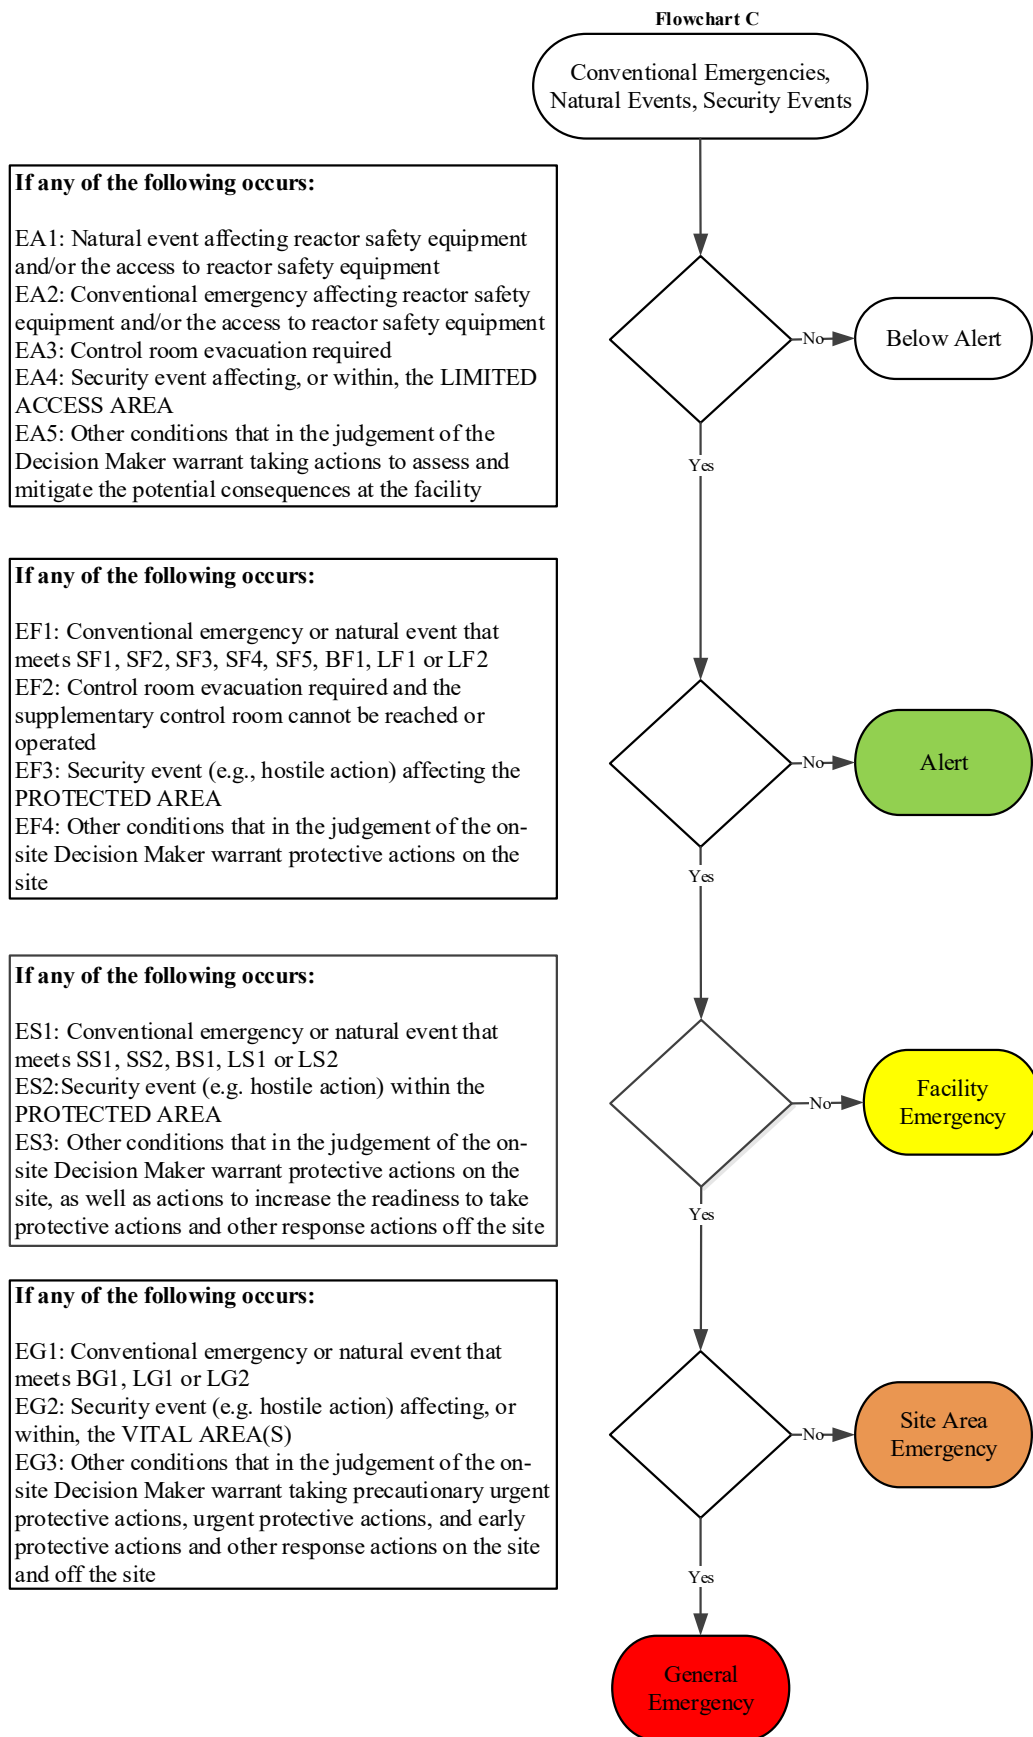 Flowchart C
Conventional Emergencies,
Natural Events, Security Events
If any of the following occurs:
EA1: Natural event affecting reactor safety equipment
and/or the access to reactor safety equipment
EA2: Conventional emergency affecting reactor safety
equipment and/or the access to reactor safety equipment
EA3: Control room evacuation required
EA4: Security event affecting, or within, the LIMITED
ACCESS AREA
EA5: Other conditions that in the judgement of the
Decision Maker warrant taking actions to assess and
mitigate the potential consequences at the facility
No
Below Alert
Yes
If any of the following occurs:
EF1: Conventional emergency or natural event that
meets SF1, SF2, SF3, SF4, SF5, BF1, LF1 or LF2
EF2: Control room evacuation required and the
supplementary control room cannot be reached or
operated
EF3: Security event (e.g., hostile action) affecting the
PROTECTED AREA
EF4: Other conditions that in the judgement of the on-
site Decision Maker warrant protective actions on the
site
No
Alert
Yes
If any of the following occurs:
ES1: Conventional emergency or natural event that
meets SS1, SS2, BS1, LS1 or LS2
ES2:Security event (e.g. hostile action) within the
PROTECTED AREA
ES3: Other conditions that in the judgement of the on-
site Decision Maker warrant protective actions on the
site, as well as actions to increase the readiness to take
protective actions and other response actions off the site
No
Facility
Emergency
Yes
If any of the following occurs:
EG1: Conventional emergency or natural event that
meets BG1, LG1 or LG2
EG2: Security event (e.g. hostile action) affecting, or
within, the VITAL AREA(S)
EG3: Other conditions that in the judgement of the on-
site Decision Maker warrant taking precautionary urgent
protective actions, urgent protective actions, and early
protective actions and other response actions on the site
and off the site
No
Site Area
Emergency
Yes
General
Emergency